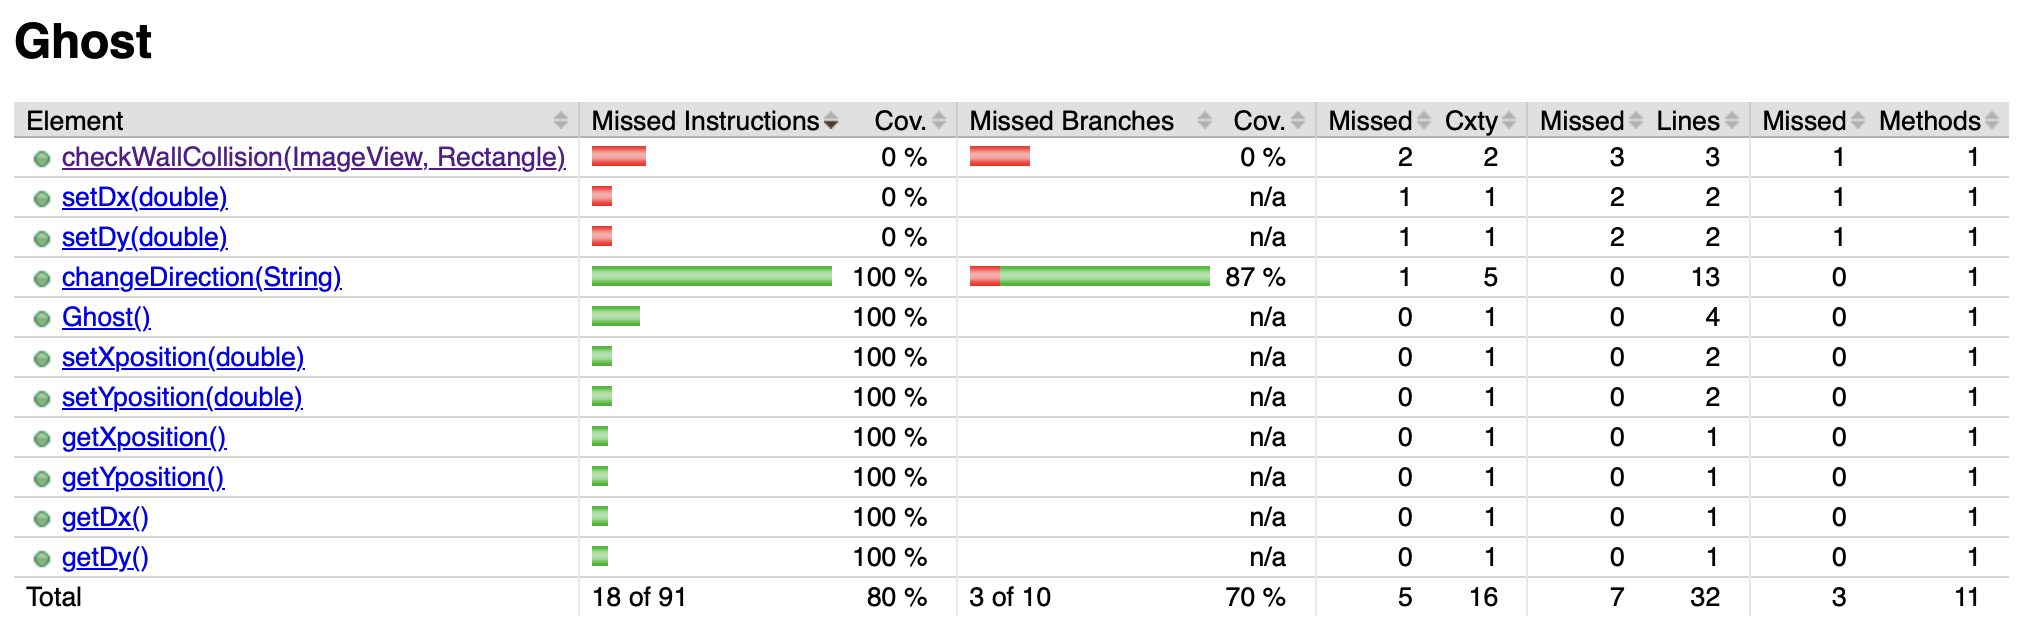 Ghost
Element Missed Instructions Cov. Missed Branches Cov. Missed Cxty Missed Lines Missed Methods
checkWallCollision(ImageView, Rectangle) 0 % 0 % 2 2 3 3 1 1
setDx(double) 0 % n/a 1 1 2 2 1 1
setDy(double) 0 % n/a 1 1 2 2 1 1
changeDirection(String) 100 % 87 % 1 5 0 13 0 1
Ghost() 100 % n/a 0 1 0 4 0 1
setXposition(double) 100 % n/a 0 1 0 2 0 1
setYposition(double) 100 % n/a 0 1 0 2 0 1
getXposition() 100 % n/a 0 1 0 1 0 1
getYposition() 100 % n/a 0 1 0 1 0 1
getDx() 100 % n/a 0 1 0 1 0 1
getDy() 100 % n/a 0 1 0 1 0 1
Total 18 of 91 80 % 3 of 10 70 % 5 16 7 32 3 11